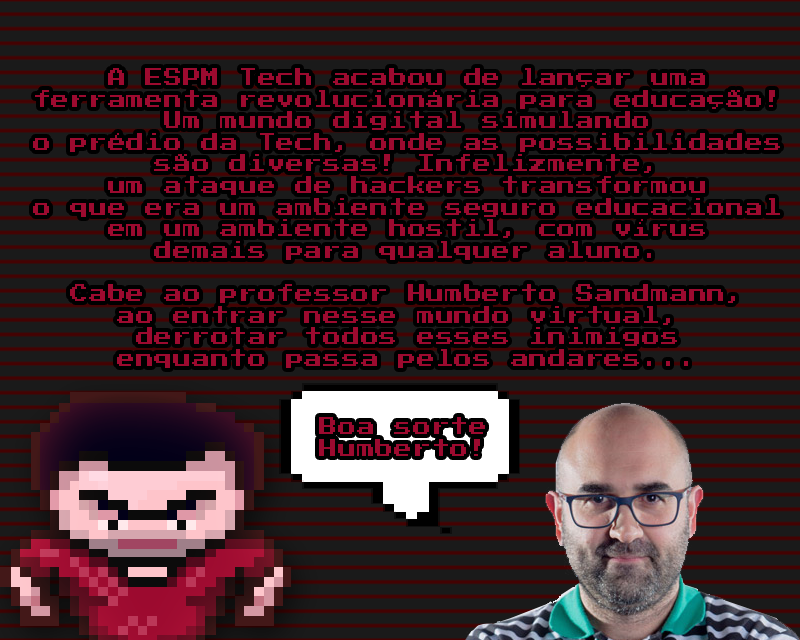 A ESPM Tech acabou de lançar uma
ferramenta revolucionária para educação!
Um mundo digital simulando
o prédio da Tech, onde as possibilidades
são diversas! Infelizmente,
um ataque de hackers transformou
o que era um ambiente seguro educacional
em um ambiente hostil, com vírus
demais para qualquer aluno.
Cabe ao professor Humberto Sandmann,
ao entrar nesse mundo virtual,
derrotar todos esses inimigos
enquanto passa pelos andares...
Boa sorte
Humberto!